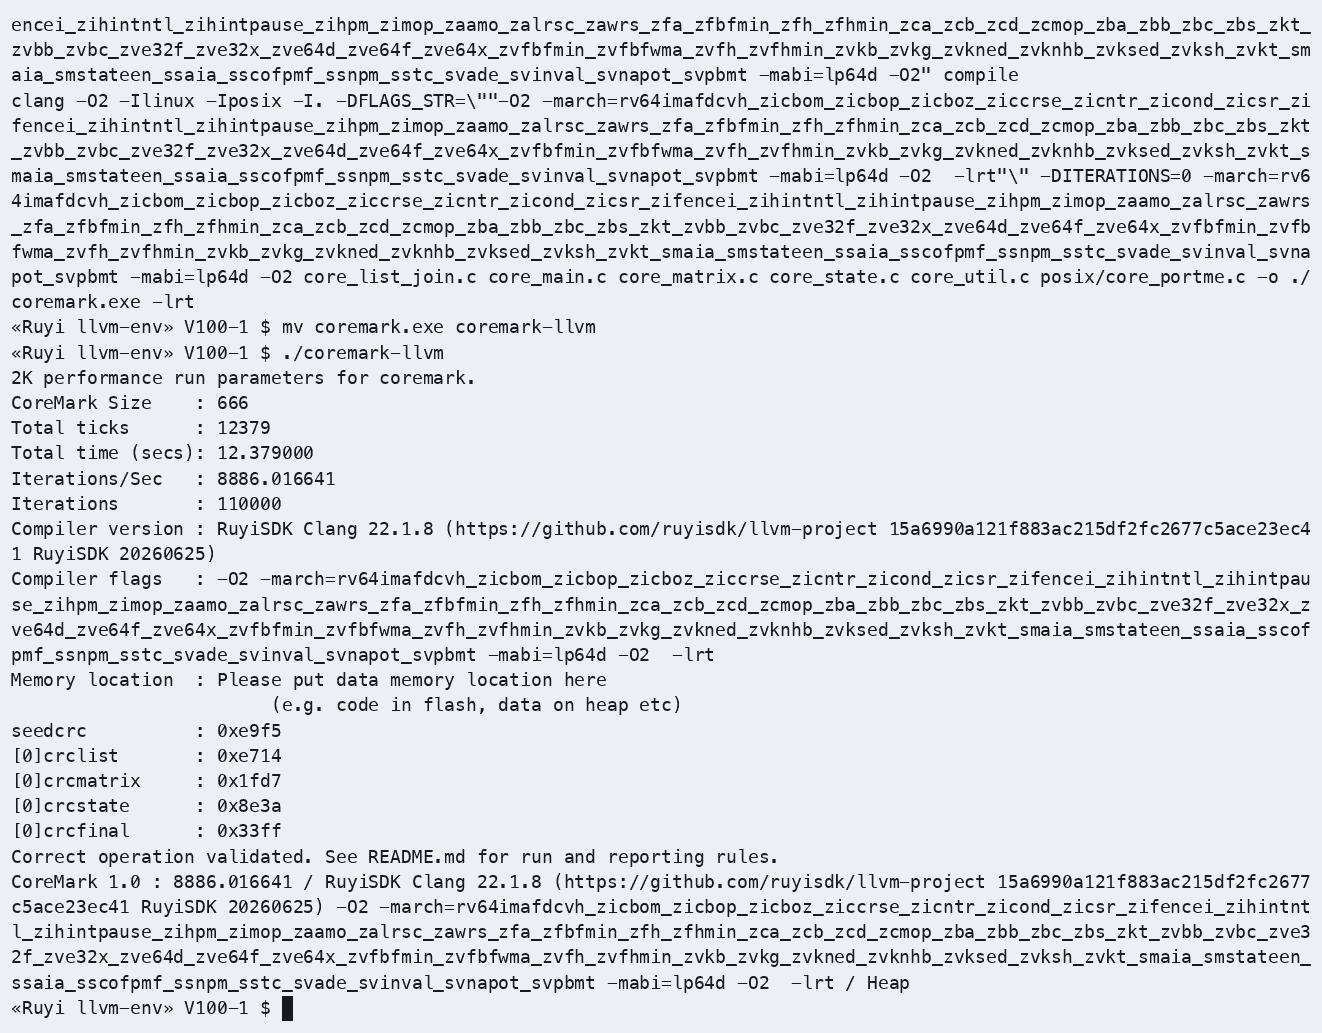 encei_zihintntl_zihintpause_zihpm_zimop_zaamo_zalrsc_zawrs_zfa_zfbfmin_zfh_zfhmin_zca_zcb_zcd_zcmop_zba_zbb_zbc_zbs_zkt_
zvbb_zvbc_zve32f_zve32x_zve64d_zve64f_zve64x_zvfbfmin_zvfbfwma_zvfh_zvfhmin_zvkb_zvkg_zvkned_zvknhb_zvksed_zvksh_zvkt_sm
aia_smstateen_ssaia_sscofpmf_ssnpm_sstc_svade_svinval_svnapot_svpbmt -mabi=lp64d -O2" compile
clang -O2 -Ilinux -Iposix -I. -DFLAGS_STR=\""-O2 -march=rv64imafdcvh_zicbom_zicbop_zicboz_ziccrse_zicntr_zicond_zicsr_zi
fencei_zihintntl_zihintpause_zihpm_zimop_zaamo_zalrsc_zawrs_zfa_zfbfmin_zfh_zfhmin_zca_zcb_zcd_zcmop_zba_zbb_zbc_zbs_zkt
_zvbb_zvbc_zve32f_zve32x_zve64d_zve64f_zve64x_zvfbfmin_zvfbfwma_zvfh_zvfhmin_zvkb_zvkg_zvkned_zvknhb_zvksed_zvksh_zvkt_s
maia_smstateen_ssaia_sscofpmf_ssnpm_sstc_svade_svinval_svnapot_svpbmt -mabi=lp64d -O2  -lrt"\" -DITERATIONS=0 -march=rv6
4imafdcvh_zicbom_zicbop_zicboz_ziccrse_zicntr_zicond_zicsr_zifencei_zihintntl_zihintpause_zihpm_zimop_zaamo_zalrsc_zawrs
_zfa_zfbfmin_zfh_zfhmin_zca_zcb_zcd_zcmop_zba_zbb_zbc_zbs_zkt_zvbb_zvbc_zve32f_zve32x_zve64d_zve64f_zve64x_zvfbfmin_zvfb
fwma_zvfh_zvfhmin_zvkb_zvkg_zvkned_zvknhb_zvksed_zvksh_zvkt_smaia_smstateen_ssaia_sscofpmf_ssnpm_sstc_svade_svinval_svna
pot_svpbmt -mabi=lp64d -O2 core_list_join.c core_main.c core_matrix.c core_state.c core_util.c posix/core_portme.c -o ./
coremark.exe -lrt
«Ruyi llvm-env» V100-1 $ mv coremark.exe coremark-llvm
«Ruyi llvm-env» V100-1 $ ./coremark-llvm
2K performance run parameters for coremark.
CoreMark Size    : 666
Total ticks      : 12379
Total time (secs): 12.379000
Iterations/Sec   : 8886.016641
Iterations       : 110000
Compiler version : RuyiSDK Clang 22.1.8 (https://github.com/ruyisdk/llvm-project 15a6990a121f883ac215df2fc2677c5ace23ec4
1 RuyiSDK 20260625)
Compiler flags   : -O2 -march=rv64imafdcvh_zicbom_zicbop_zicboz_ziccrse_zicntr_zicond_zicsr_zifencei_zihintntl_zihintpau
se_zihpm_zimop_zaamo_zalrsc_zawrs_zfa_zfbfmin_zfh_zfhmin_zca_zcb_zcd_zcmop_zba_zbb_zbc_zbs_zkt_zvbb_zvbc_zve32f_zve32x_z
ve64d_zve64f_zve64x_zvfbfmin_zvfbfwma_zvfh_zvfhmin_zvkb_zvkg_zvkned_zvknhb_zvksed_zvksh_zvkt_smaia_smstateen_ssaia_sscof
pmf_ssnpm_sstc_svade_svinval_svnapot_svpbmt -mabi=lp64d -O2  -lrt
Memory location  : Please put data memory location here
                        (e.g. code in flash, data on heap etc)
seedcrc          : 0xe9f5
[0]crclist       : 0xe714
[0]crcmatrix     : 0x1fd7
[0]crcstate      : 0x8e3a
[0]crcfinal      : 0x33ff
Correct operation validated. See README.md for run and reporting rules.
CoreMark 1.0 : 8886.016641 / RuyiSDK Clang 22.1.8 (https://github.com/ruyisdk/llvm-project 15a6990a121f883ac215df2fc2677
c5ace23ec41 RuyiSDK 20260625) -O2 -march=rv64imafdcvh_zicbom_zicbop_zicboz_ziccrse_zicntr_zicond_zicsr_zifencei_zihintnt
l_zihintpause_zihpm_zimop_zaamo_zalrsc_zawrs_zfa_zfbfmin_zfh_zfhmin_zca_zcb_zcd_zcmop_zba_zbb_zbc_zbs_zkt_zvbb_zvbc_zve3
2f_zve32x_zve64d_zve64f_zve64x_zvfbfmin_zvfbfwma_zvfh_zvfhmin_zvkb_zvkg_zvkned_zvknhb_zvksed_zvksh_zvkt_smaia_smstateen_
ssaia_sscofpmf_ssnpm_sstc_svade_svinval_svnapot_svpbmt -mabi=lp64d -O2  -lrt / Heap
«Ruyi llvm-env» V100-1 $